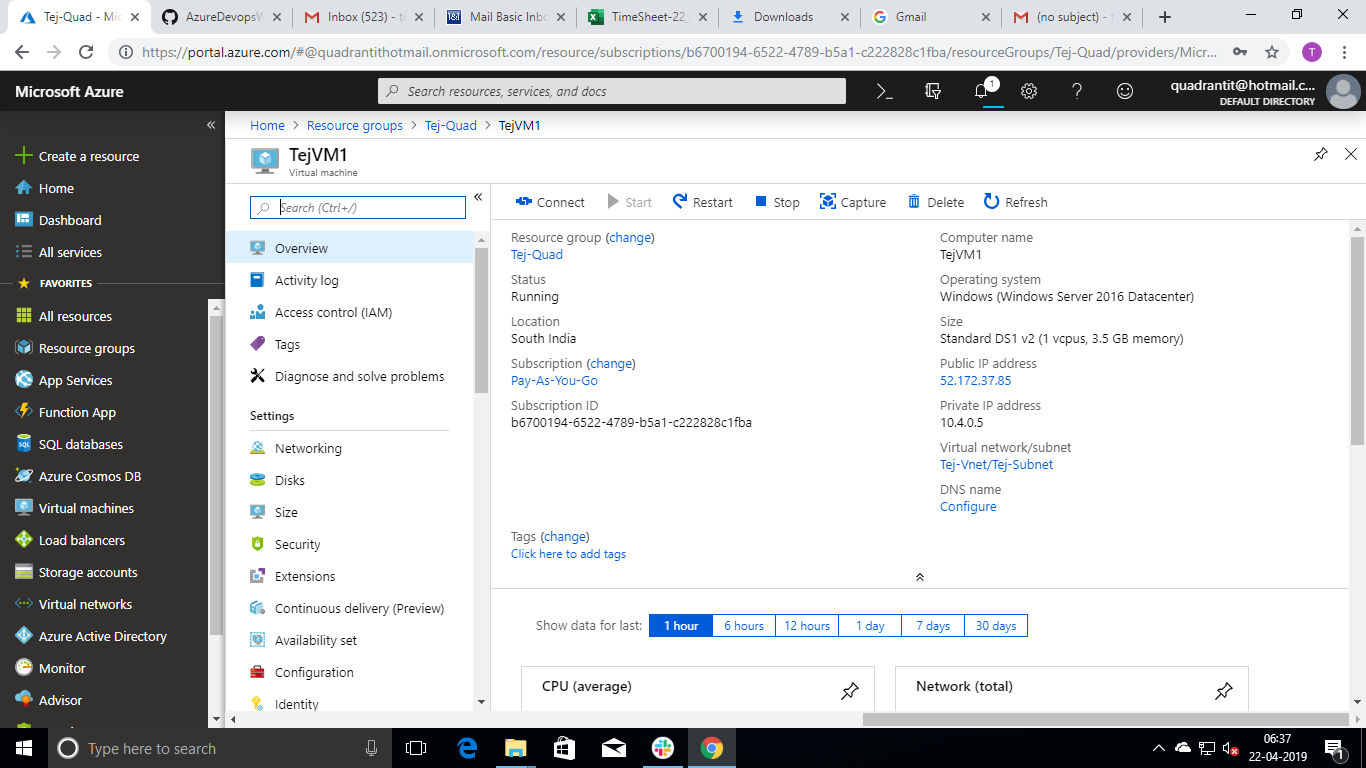 Tej-Quad - Mic
AzureDevopsW
Inbox (523) - te
Mail Basic Inbo
TimeSheet-22_
Downloads
Gmail
(no subject) - t
https://portal.azure.com/#@quadrantithotmail.onmicrosoft.com/resource/subscriptions/b6700194-6522-4789-b5a1-c222828c1fba/resourceGroups/Tej-Quad/providers/Micr...
T
Microsoft Azure
Search resources, services, and docs
1
quadrantit@hotmail.c...
DEFAULT DIRECTORY
Create a resource
Home
Dashboard
All services
FAVORITES
All resources
Resource groups
App Services
Function App
SQL databases
Azure Cosmos DB
Virtual machines
Load balancers
Storage accounts
Virtual networks
Azure Active Directory
Monitor
Advisor
Home > Resource groups > Tej-Quad > TejVM1
TejVM1
Virtual machine
Search (Ctrl+/)
Overview
Activity log
Access control (IAM)
Tags
Diagnose and solve problems
Settings
Networking
Disks
Size
Security
Extensions
Continuous delivery (Preview)
Availability set
Configuration
Identity
Connect Start Restart Stop Capture Delete Refresh
Resource group (change)
Tej-Quad
Status
Running
Location
South India
Subscription (change)
Pay-As-You-Go
Subscription ID
b6700194-6522-4789-b5a1-c222828c1fba
Computer name
TejVM1
Operating system
Windows (Windows Server 2016 Datacenter)
Size
Standard DS1 v2 (1 vcpus, 3.5 GB memory)
Public IP address
52.172.37.85
Private IP address
10.4.0.5
Virtual network/subnet
Tej-Vnet/Tej-Subnet
DNS name
Configure
Tags (change)
Click here to add tags
Show data for last: 1 hour 6 hours 12 hours 1 day 7 days 30 days
CPU (average)
Network (total)
Type here to search
06:37
22-04-2019
1